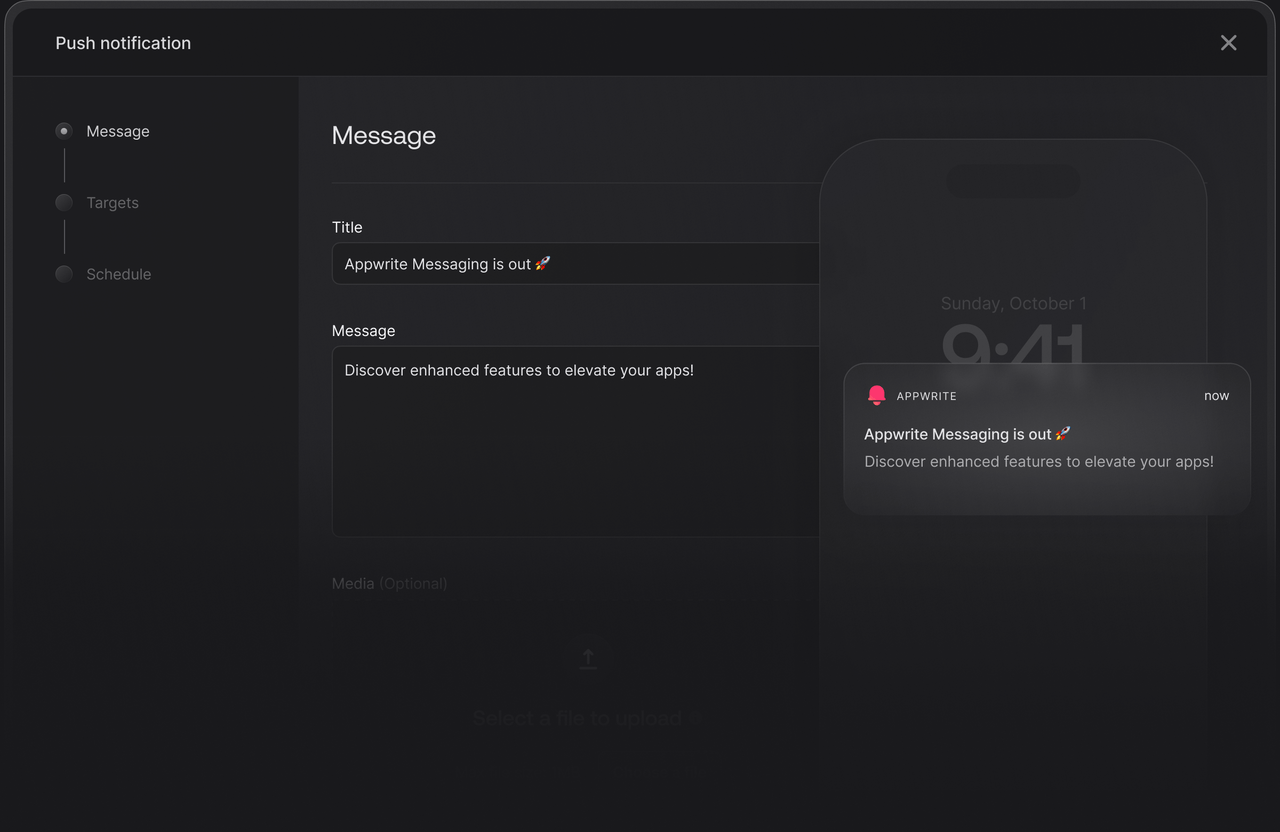 Push notification
Message
Targets
Schedule
Message
Title
Appwrite Messaging is out 🚀
Message
Discover enhanced features to elevate your apps!
Media (Optional)
Select a file to upload
Sunday, October 1
9:41
APPWRITE
now
Appwrite Messaging is out 🚀
Discover enhanced features to elevate your apps!